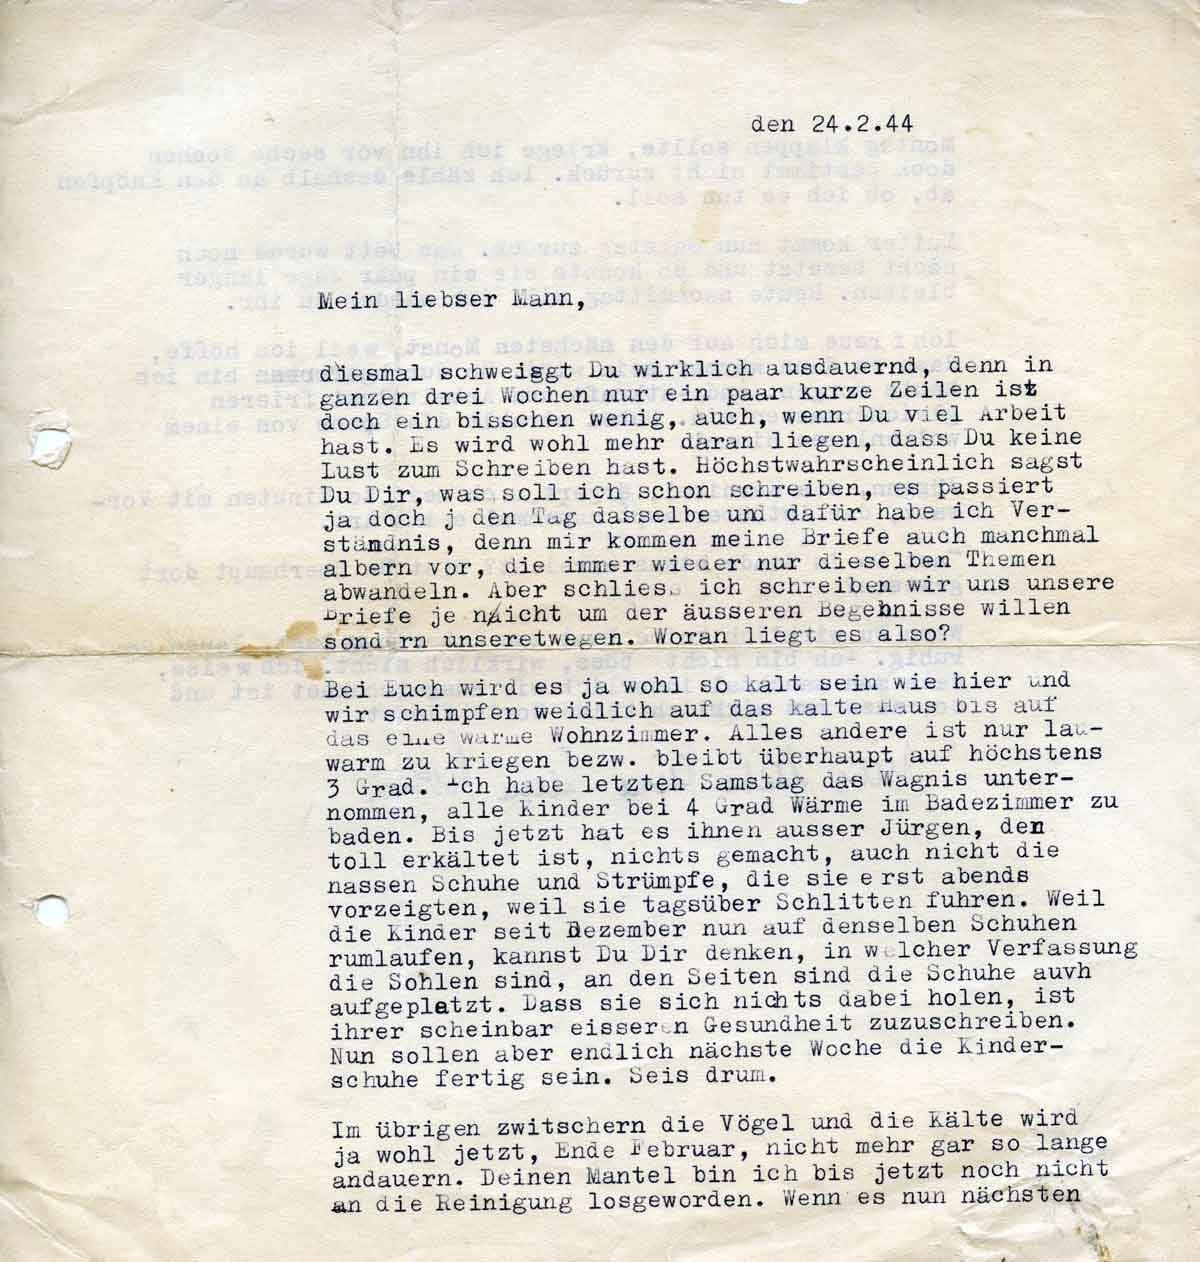 den 24.2.44
Mein liebser Mann,
diesmal schweiggt Du wirklich ausdauernd, denn in
ganzen drei Wochen nur ein paar kurze Zeilen ist
doch ein bisschen wenig, auch, wenn Du viel Arbeit
hast. Es wird wohl mehr daran liegen, dass Du keine
Lust zum Schreiben hast. Höchstwahrscheinlich sagst
Du Dir, was soll ich schon schreiben, es passiert
ja doch j den Tag dasselbe und dafür habe ich Ver-
ständnis, denn mir kommen meine Briefe auch manchmal
albern vor, die immer wieder nur dieselben Themen
abwandeln. Aber schliess ich schreiben wir uns unsere
Briefe je nicht um der äusseren Begebnisse willen
sondern unseretwegen. Woran liegt es also?
Bei Euch wird es ja wohl so kalt sein wie hier und
wir schimpfen weidlich auf das kalte Haus bis auf
das eine warme Wohnzimmer. Alles andere ist nur lau-
warm zu kriegen bezw. bleibt überhaupt auf höchstens
3 Grad. Ich habe letzten Samstag das Wagnis unter-
nommen, alle Kinder bei 4 Grad Wärme im Badezimmer zu
baden. Bis jetzt hat es ihnen ausser Jürgen, der
toll erkältet ist, nichts gemacht, auch nicht die
nassen Schuhe und Strümpfe, die sie erst abends
vorzeigten, weil sie tagsüber Schlitten fuhren. Weil
die Kinder seit Dezember nun auf denselben Schuhen
rumlaufen, kannst Du Dir denken, in welcher Verfassung
die Sohlen sind, an den Seiten sind die Schuhe auvh
aufgeplatzt. Dass sie sich nichts dabei holen, ist
ihrer scheinbar eisseren Gesundheit zuzuschreiben.
Nun sollen aber endlich nächste Woche die Kinder-
schuhe fertig sein. Seis drum.
Im übrigen zwitschern die Vögel und die Kälte wird
ja wohl jetzt, Ende Februar, nicht mehr gar so lange
andauern. Deinen Mantel bin ich bis jetzt noch nicht
an die Reinigung losgeworden. Wenn es nun nächsten